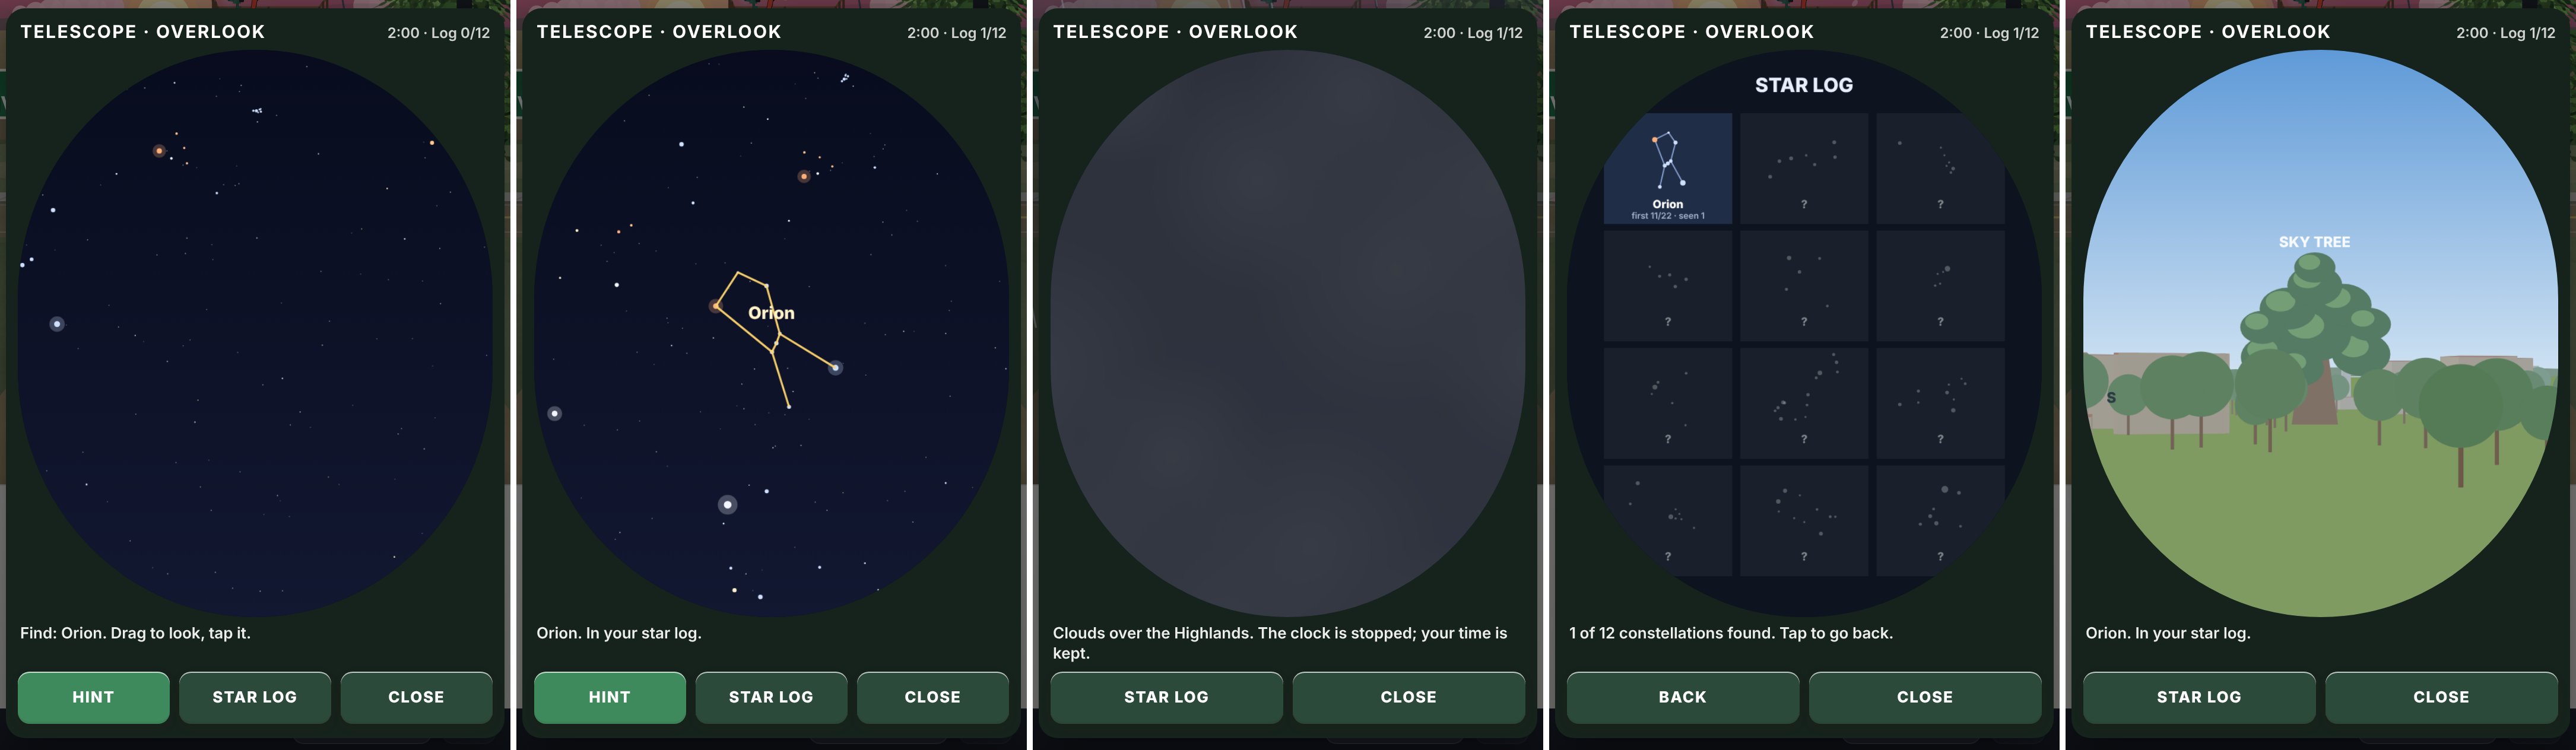 TELESCOPE · OVERLOOK
2:00 · Log 0/12
Find: Orion. Drag to look, tap it.
HINT
STAR LOG
CLOSE
TELESCOPE · OVERLOOK
2:00 · Log 1/12
Orion
Orion. In your star log.
HINT
STAR LOG
CLOSE
TELESCOPE · OVERLOOK
2:00 · Log 1/12
Clouds over the Highlands. The clock is stopped; your time is
kept.
STAR LOG
CLOSE
TELESCOPE · OVERLOOK
2:00 · Log 1/12
STAR LOG
Orion
first 11/22 · seen 1
? ?
? ? ?
? ? ?
? ? ?
1 of 12 constellations found. Tap to go back.
BACK
CLOSE
TELESCOPE · OVERLOOK
2:00 · Log 1/12
SKY TREE
S
Orion. In your star log.
STAR LOG
CLOSE